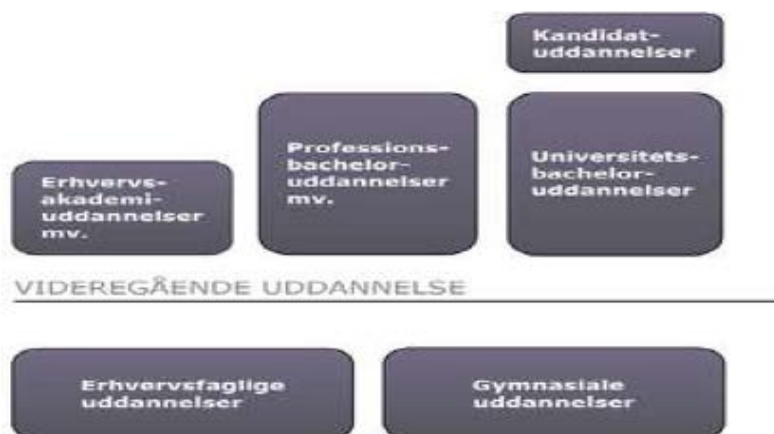 Kandidat-
uddannelser
Professions-
bachelor-
uddannelser
mv.
Universitets-
bachelor-
uddannelser
Erhvervs-
akademi-
uddannelser
mv.
VIDEREGÅENDE UDDANNELSE
Erhvervsfaglige
uddannelser
Gymnasiale
uddannelser